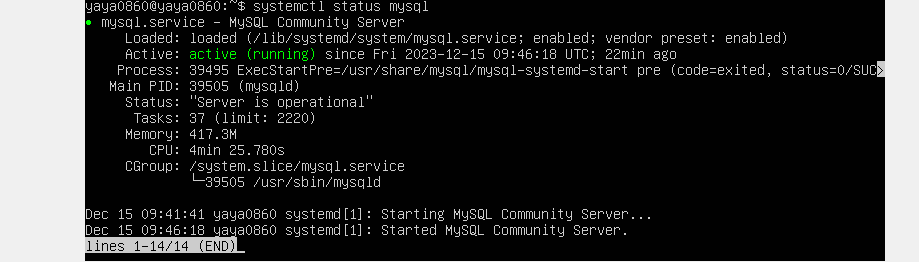 yaya0860@yaya0860:~$ systemctl status mysql
● mysql.service - MySQL Community Server
Loaded: loaded (/lib/systemd/system/mysql.service; enabled; vendor preset: enabled)
Active: active (running) since Fri 2023-12-15 09:46:18 UTC; 22min ago
Process: 39495 ExecStartPre=/usr/share/mysql/mysql-systemd-start pre (code=exited, status=0/SUC>
Main PID: 39505 (mysqld)
Status: "Server is operational"
Tasks: 37 (limit: 2220)
Memory: 417.3M
CPU: 4min 25.780s
CGroup: /system.slice/mysql.service
└─39505 /usr/sbin/mysqld
Dec 15 09:41:41 yaya0860 systemd[1]: Starting MySQL Community Server...
Dec 15 09:46:18 yaya0860 systemd[1]: Started MySQL Community Server.
lines 1-14/14 (END)